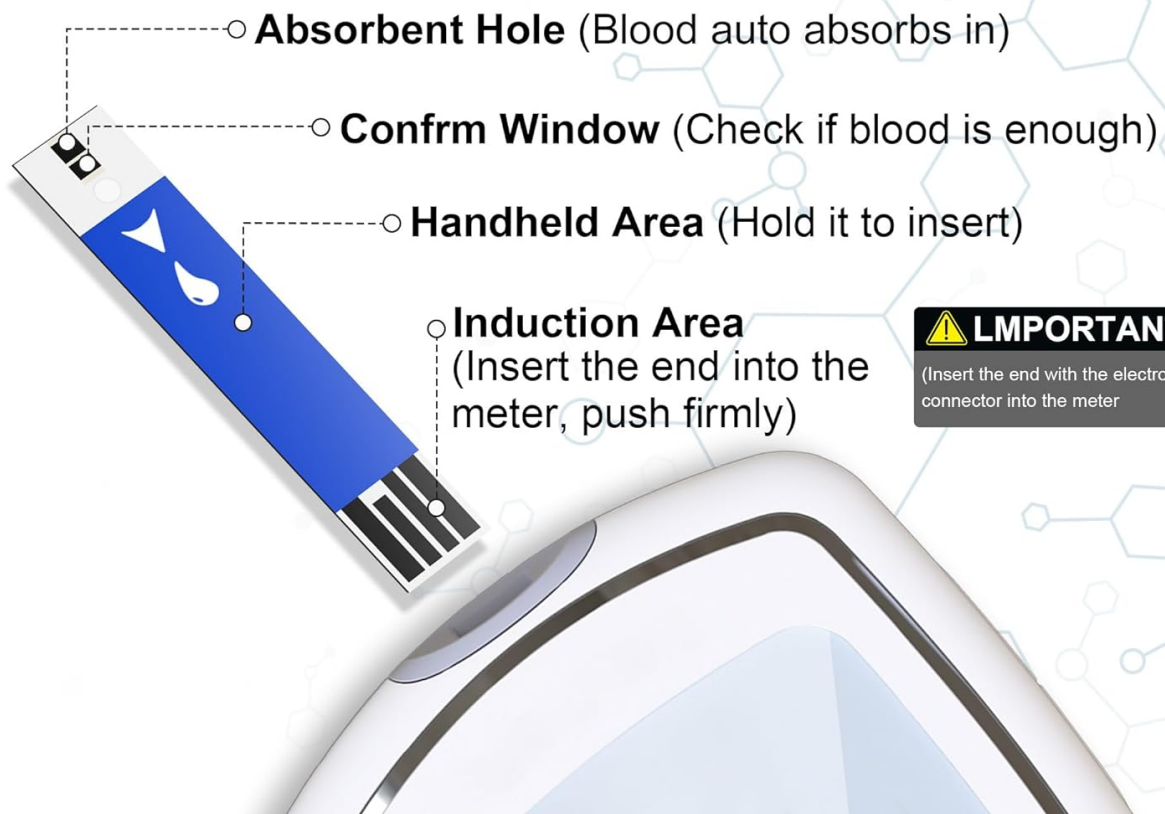 Absorbent Hole (Blood auto absorbs in)
Confrm Window (Check if blood is enough)
Handheld Area (Hold it to insert)
Induction Area
(Insert the end into the
meter, push firmly)
LMPORTAN
(Insert the end with the electro
connector into the meter